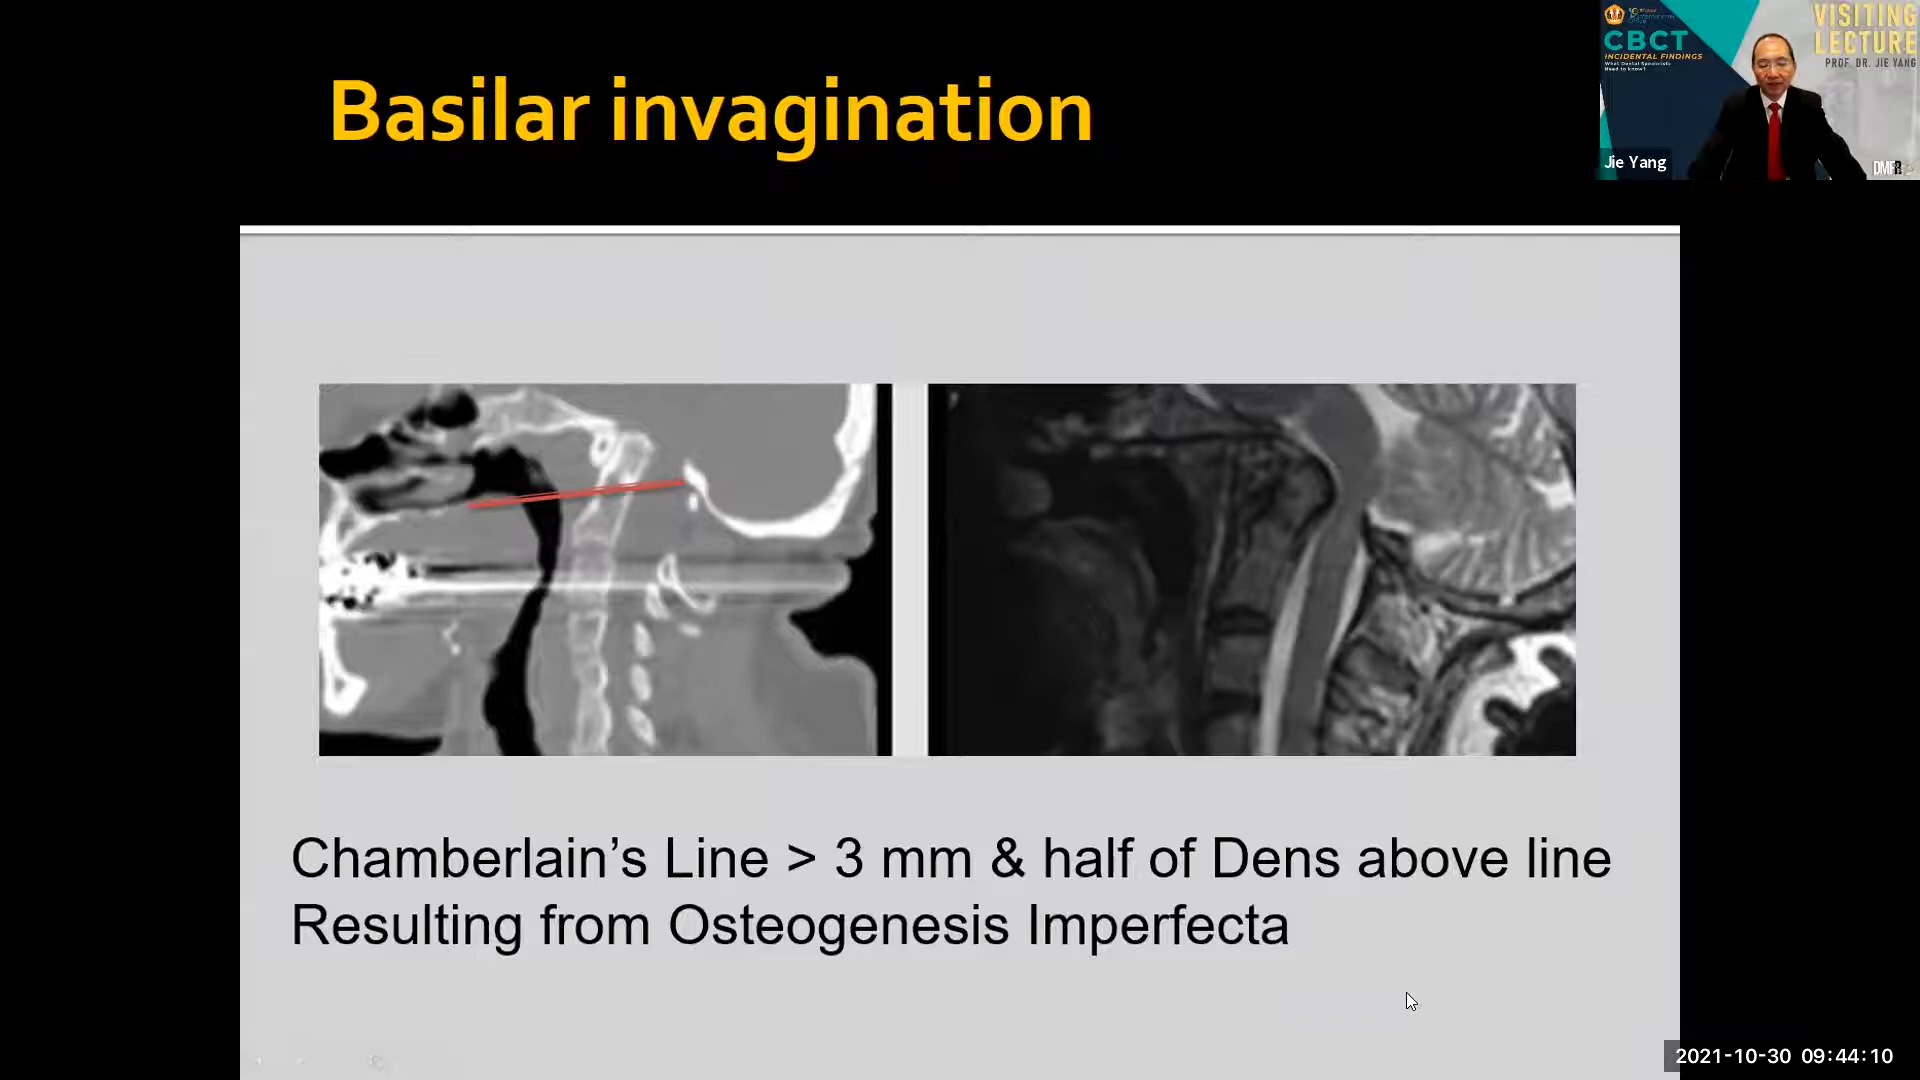 Basilar invagination
CBCT
INCIDENTAL FINDINGS
What Dental Specialists
Need to know?
VISITING
LECTURE
PROF. DR. JIE YANG
Jie Yang
Chamberlain’s Line > 3 mm & half of Dens above line
Resulting from Osteogenesis Imperfecta
2021-10-30 09:44:10